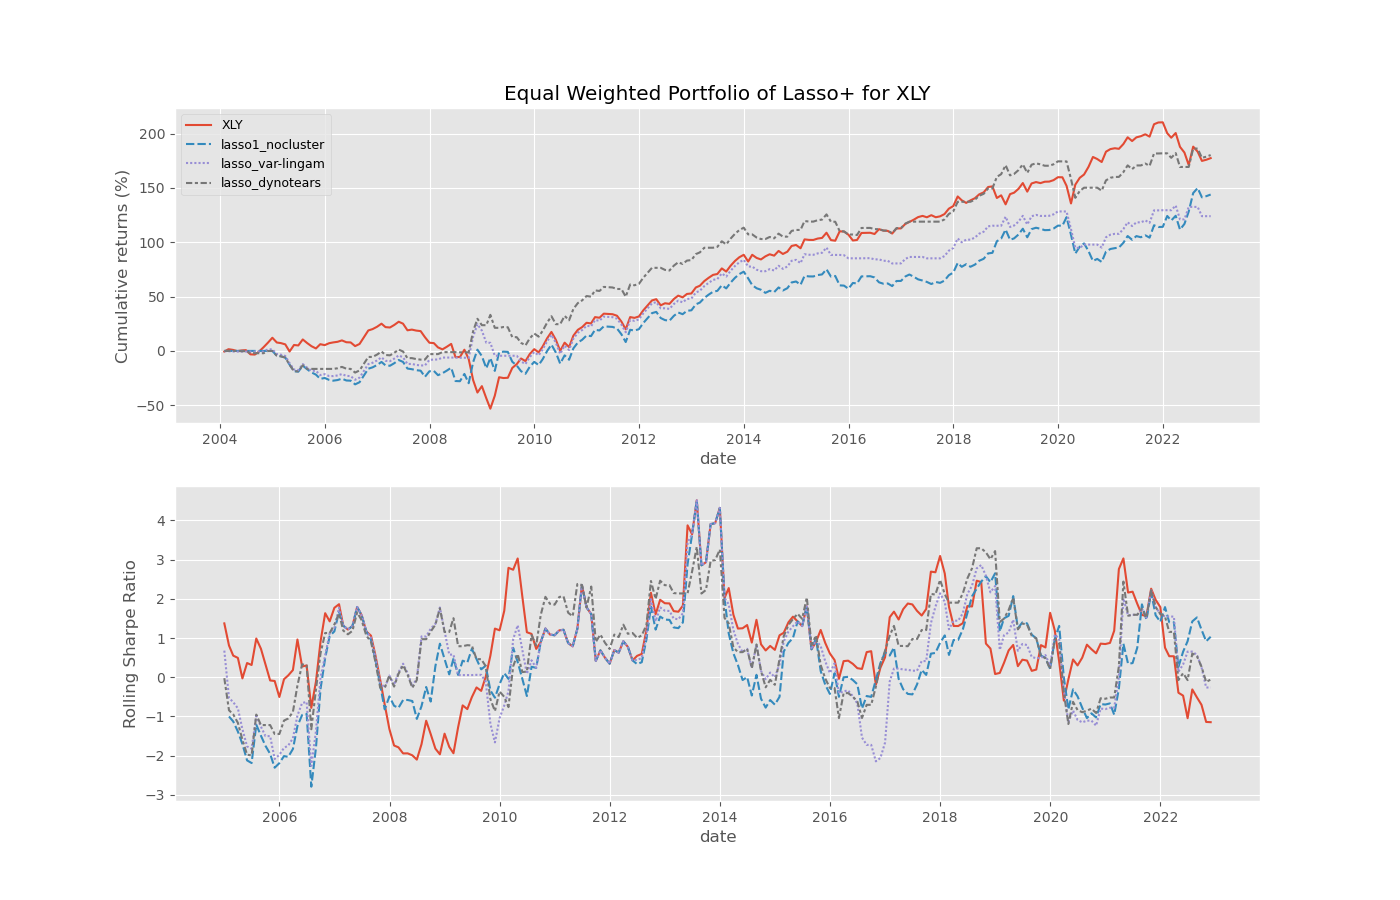 Equal Weighted Portfolio of Lasso+ for XLY
Cumulative returns (%)
200
150
100
50
0
−50
XLY
lasso1_nocluster
lasso_var-lingam
lasso_dynotears
2004 2006 2008 2010 2012 2014 2016 2018 2020 2022
date
Rolling Sharpe Ratio
4
3
2
1
0
−1
−2
−3
2006 2008 2010 2012 2014 2016 2018 2020 2022
date